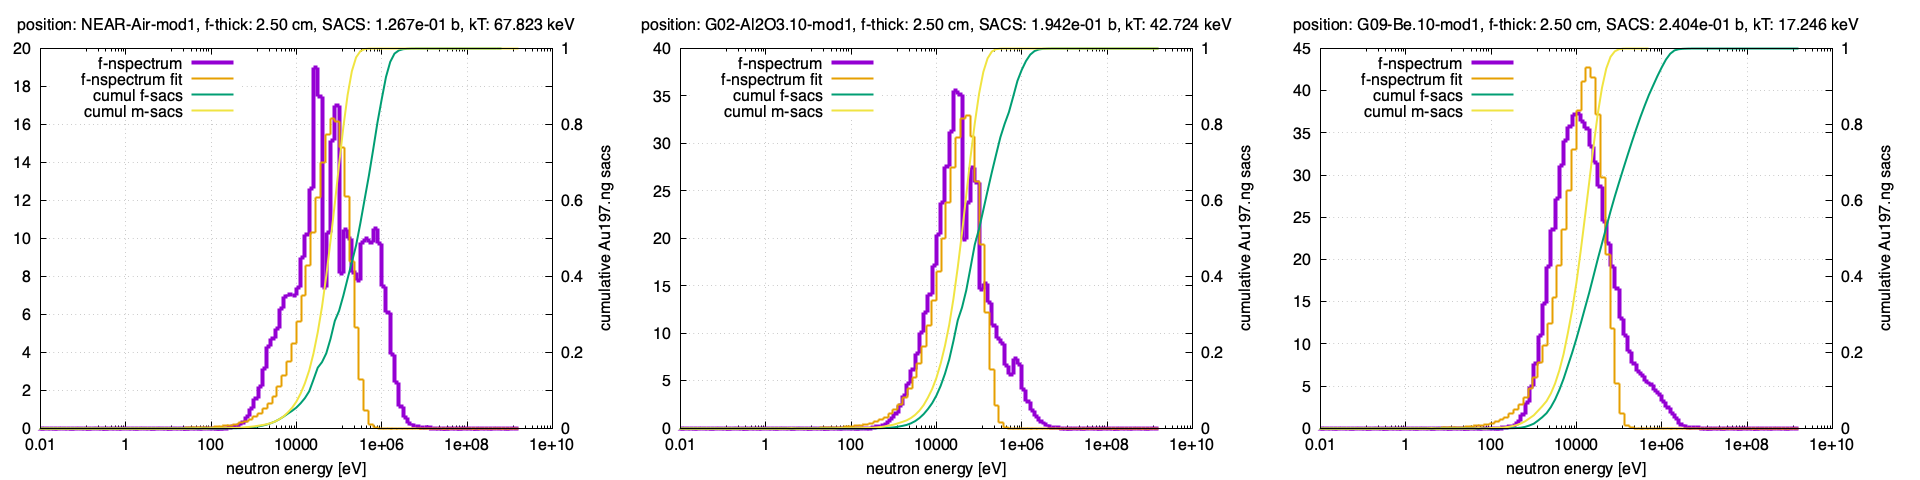 position: NEAR-Air-mod1, f-thick: 2.50 cm, SACS: 1.267e-01 b, kT: 67.823 keV
20
18
16
14
12
10
8
6
4
2
0
f-nspectrum
f-nspectrum fit
cumul f-sacs
cumul m-sacs
1
0.8
0.6
0.4
0.2
0
cumulative Au197.ng sacs
0.01
1
100
10000
1e+06
1e+08
1e+10
neutron energy [eV]
position: G02-Al2O3.10-mod1, f-thick: 2.50 cm, SACS: 1.942e-01 b, kT: 42.724 keV
40
35
30
25
20
15
10
5
0
f-nspectrum
f-nspectrum fit
cumul f-sacs
cumul m-sacs
1
0.8
0.6
0.4
0.2
0
cumulative Au197.ng sacs
0.01
1
100
10000
1e+06
1e+08
1e+10
neutron energy [eV]
position: G09-Be.10-mod1, f-thick: 2.50 cm, SACS: 2.404e-01 b, kT: 17.246 keV
45
40
35
30
25
20
15
10
5
0
f-nspectrum
f-nspectrum fit
cumul f-sacs
cumul m-sacs
1
0.8
0.6
0.4
0.2
0
cumulative Au197.ng sacs
0.01
1
100
10000
1e+06
1e+08
1e+10
neutron energy [eV]